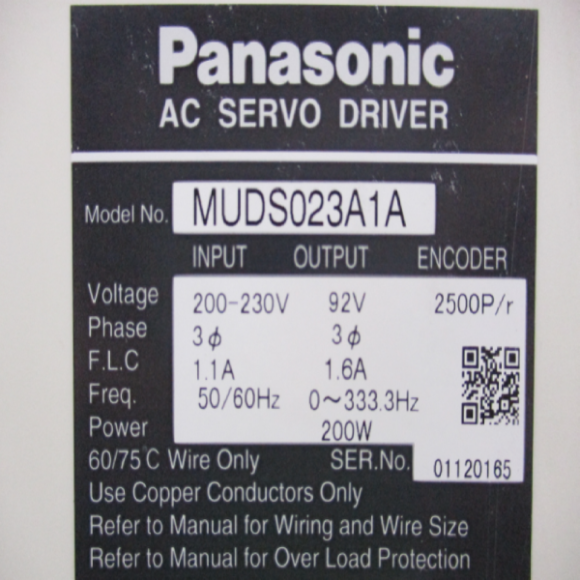 Panasonic
AC SERVO DRIVER
Model No. MUDS023A1A
INPUT OUTPUT ENCODER
Voltage 200-230V 92V 2500P/r
Phase 3ϕ 3ϕ
F.L.C 1.1A 1.6A
Freq. 50/60Hz 0~333.3Hz
Power 200W
60/75C Wire Only SER.No. 01120165
Use Copper Conductors Only
Refer to Manual for Wiring and Wire Size
Refer to Manual for Over Load Protection